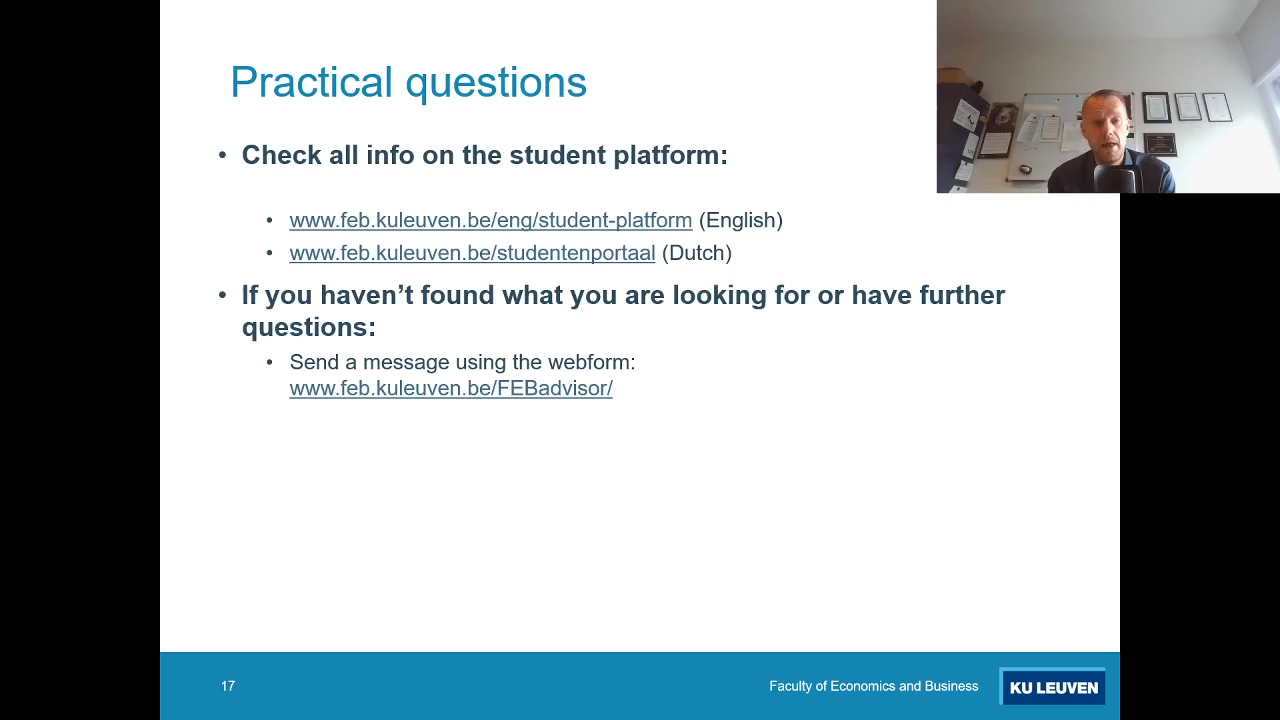 Practical questions
• Check all info on the student platform:
• www.feb.kuleuven.be/eng/student-platform (English)
• www.feb.kuleuven.be/studentenportaal (Dutch)
• If you haven’t found what you are looking for or have further
questions:
• Send a message using the webform:
www.feb.kuleuven.be/FEBadvisor/
17
Faculty of Economics and Business
KU LEUVEN